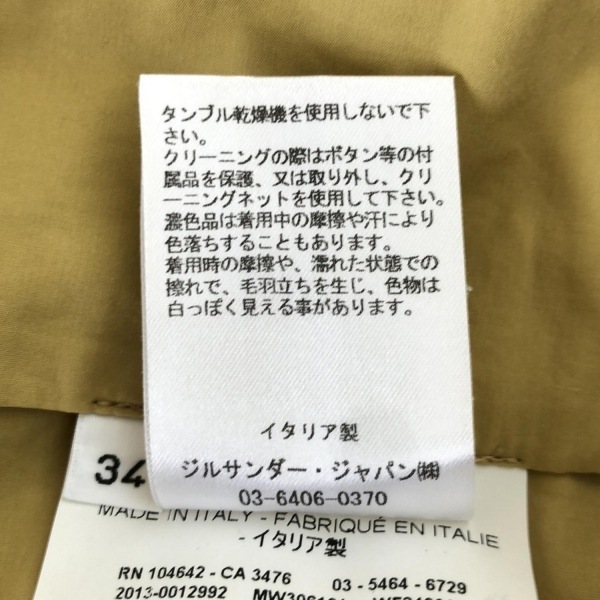 タンブル乾燥機を使用しないで下
さい。
クリーニングの際はボタン等の付
属品を保護、又は取り外し、クリ
ーニングネットを使用して下さい。
濃色品は着用中の摩擦や汗により
色落ちすることもあります。
着用時の摩擦や、濡れた状態での
擦れで、毛羽立ちを生じ、色物は
白っぽく見える事が あります。
イタリア製
ジルサンダー・ジャパン㈱
03-6406-0370
34
MADE IN ITALY - FABRIQUÉ EN ITALIE
- イタリア製
RN 104642 - CA 3476 03 - 5464 - 6729
2013-0012992